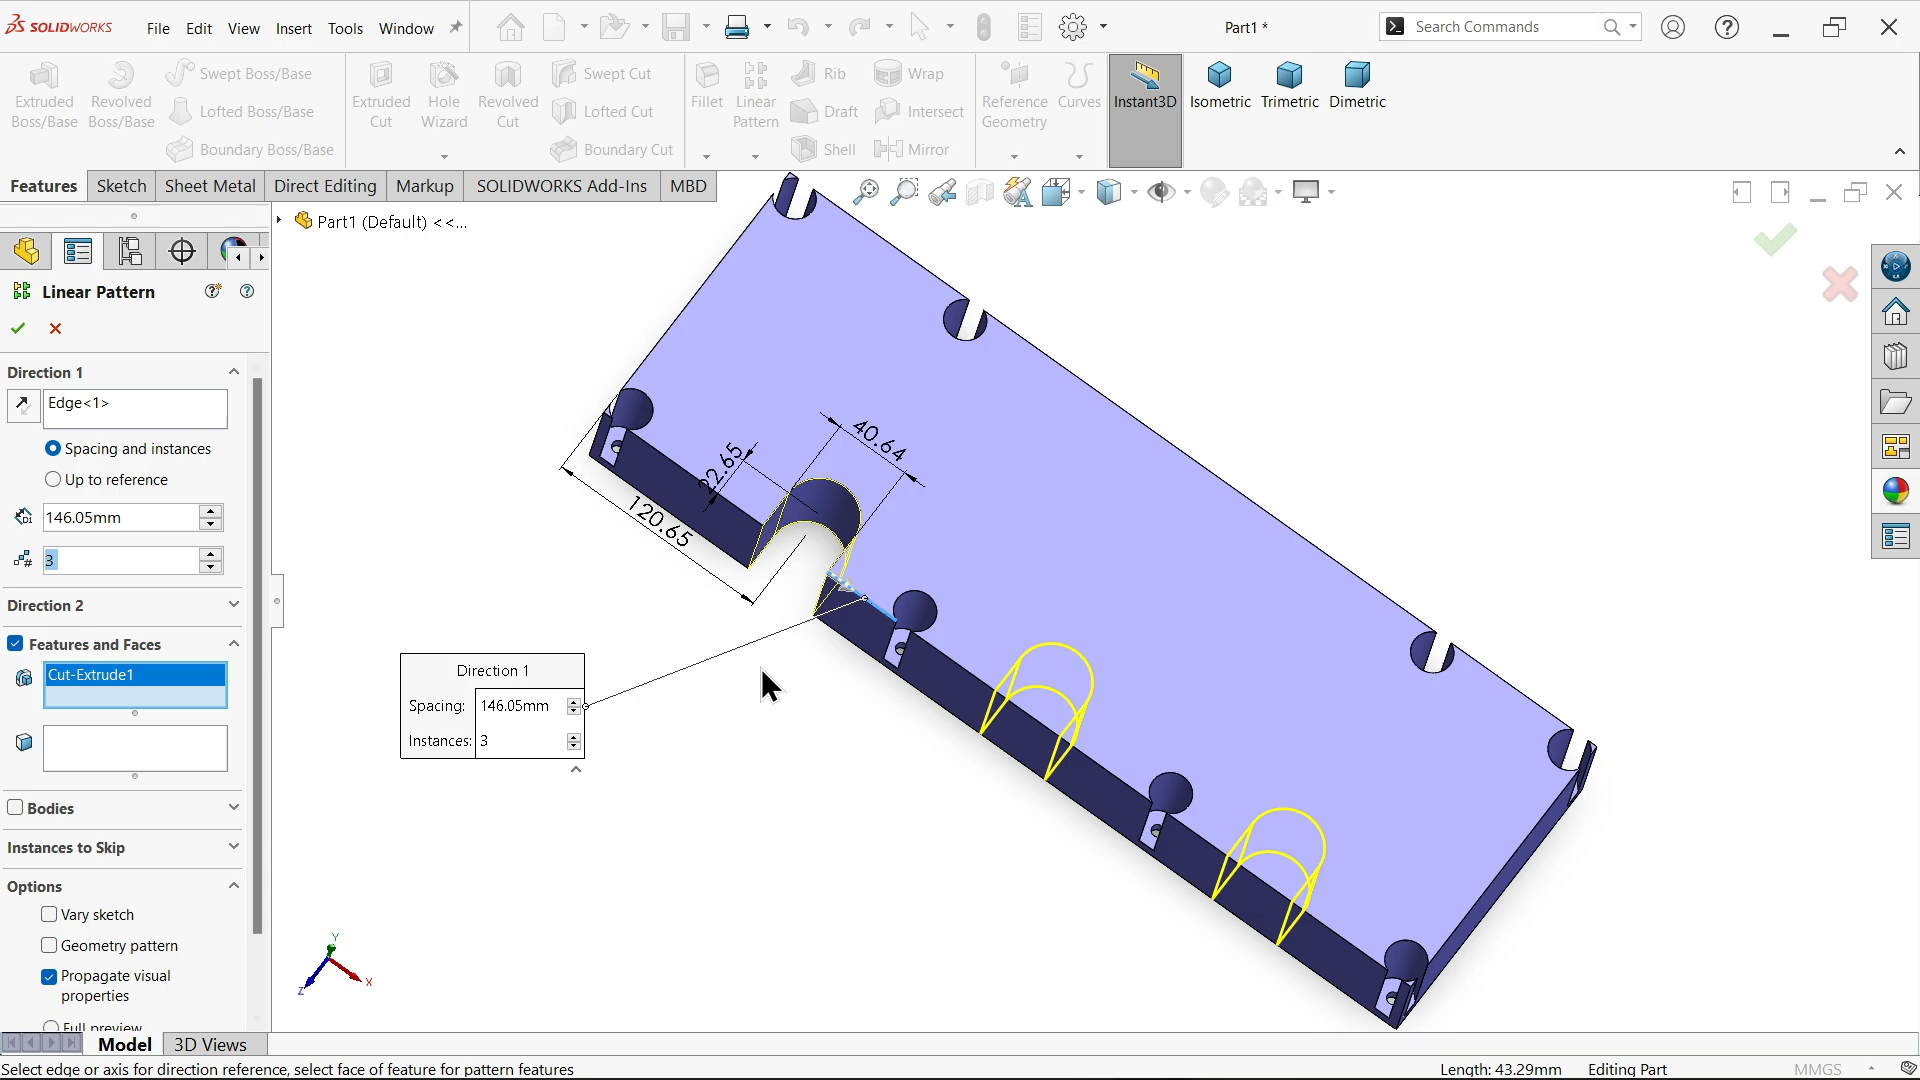 SOLIDWORKS File Edit View Insert Tools Window Part1 * Search Commands
Extruded Boss/Base
Revolved Boss/Base
Swept Boss/Base
Lofted Boss/Base
Boundary Boss/Base
Extruded Cut
Hole Wizard
Revolved Cut
Swept Cut
Lofted Cut
Boundary Cut
Fillet
Linear Pattern
Rib
Draft
Shell
Wrap
Intersect
Mirror
Reference Geometry
Curves
Instant3D
Isometric
Trimetric
Dimetric
Features Sketch Sheet Metal Direct Editing Markup SOLIDWORKS Add-Ins MBD
Part1 (Default) <<...
Linear Pattern
Direction 1
Edge<1>
Spacing and instances
Up to reference
146.05mm
3
Direction 2
Features and Faces
Cut-Extrude1
Bodies
Instances to Skip
Options
Vary sketch
Geometry pattern
Propagate visual
properties
Full preview
40.64
22.65
120.65
Direction 1
Spacing: 146.05mm
Instances: 3
Y
X
Z
Model 3D Views
Select edge or axis for direction reference, select face of feature for pattern features Length: 43.29mm Editing Part MMGS